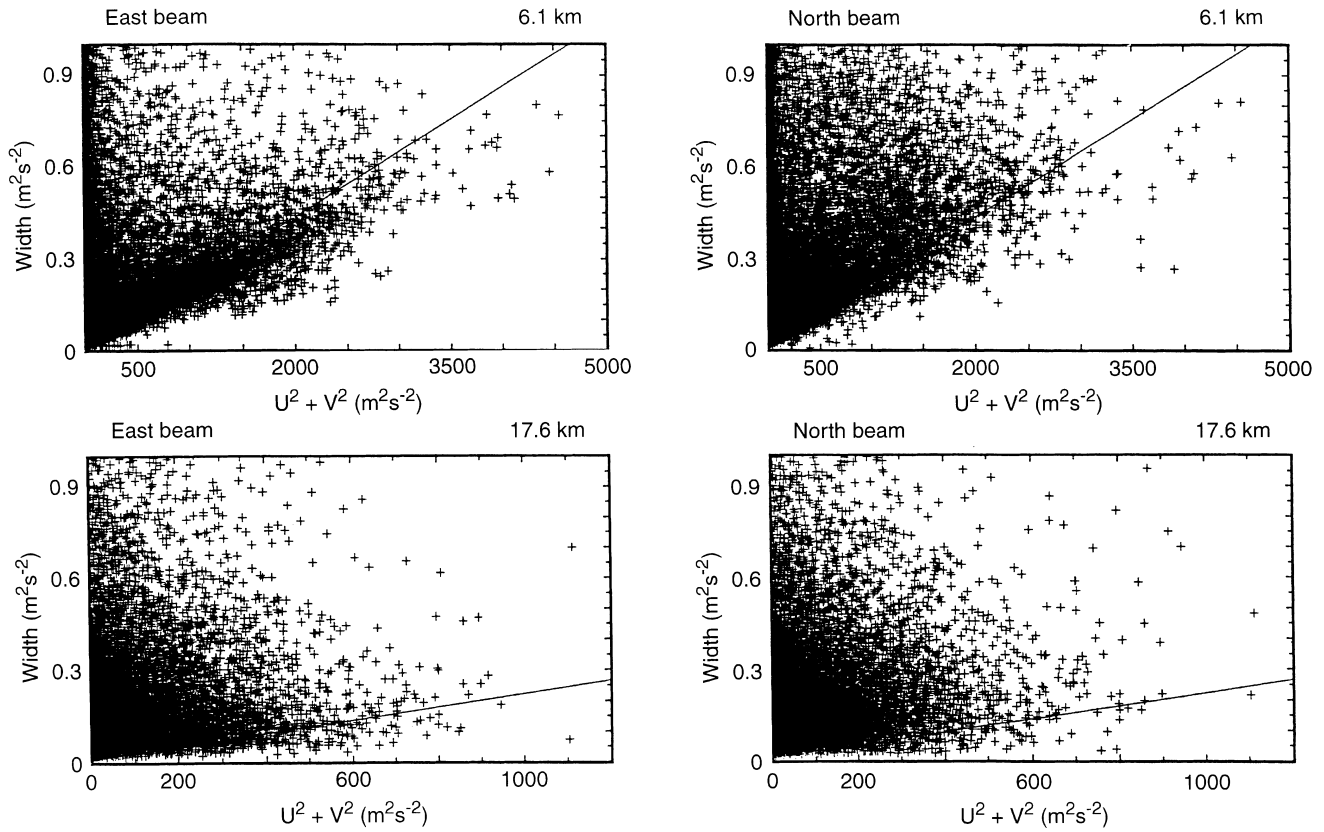 East beam 6.1 km
0.9
0.6
0.3
0
Width (m²s⁻²)
500 2000 3500 5000
U² + V² (m²s⁻²)
North beam 6.1 km
0.9
0.6
0.3
0
Width (m²s⁻²)
500 2000 3500 5000
U² + V² (m²s⁻²)
East beam 17.6 km
0.9
0.6
0.3
0
Width (m²s⁻²)
0 200 600 1000
U² + V² (m²s⁻²)
North beam 17.6 km
0.9
0.6
0.3
0
Width (m²s⁻²)
0 200 600 1000
U² + V² (m²s⁻²)